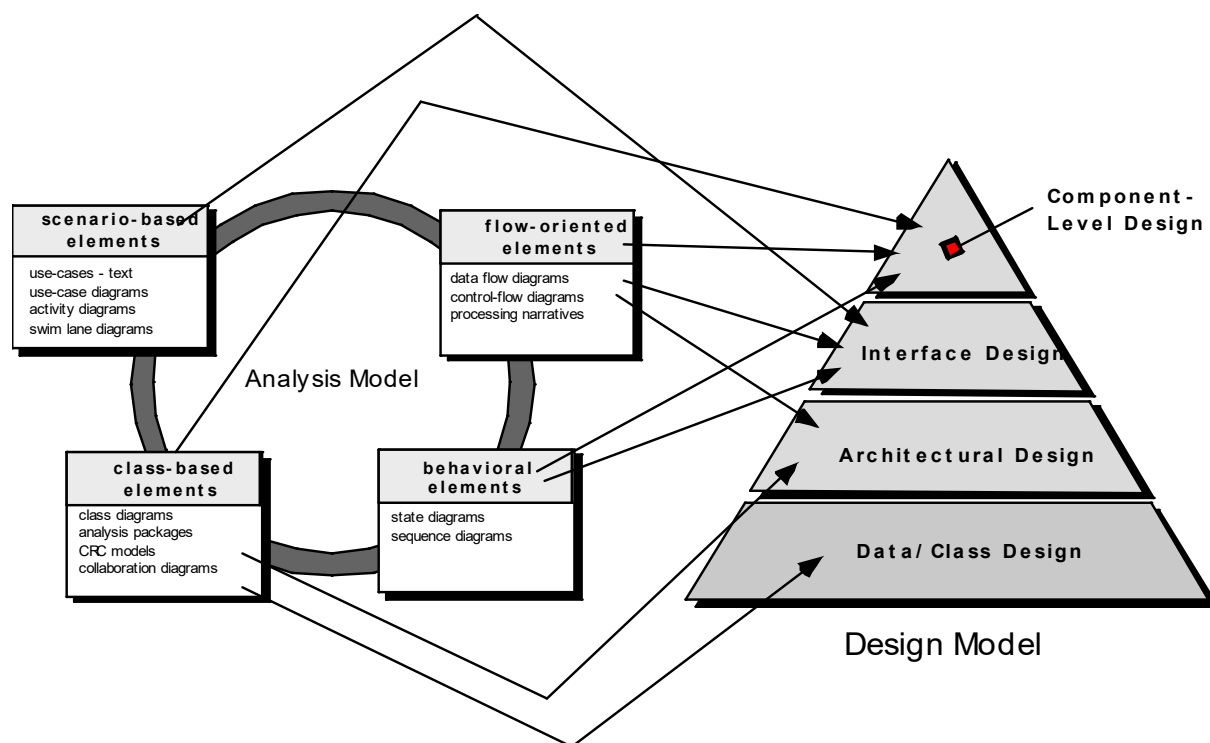 scenario-based
elements
use-cases - text
use-case diagrams
activity diagrams
swim lane diagrams
flow-oriented
elements
data flow diagrams
control-flow diagrams
processing narratives
Analysis Model
class-based
elements
class diagrams
analysis packages
CRC models
collaboration diagrams
behavioral
elements
state diagrams
sequence diagrams
Component-
Level Design
Interface Design
Architectural Design
Data/Class Design
Design Model